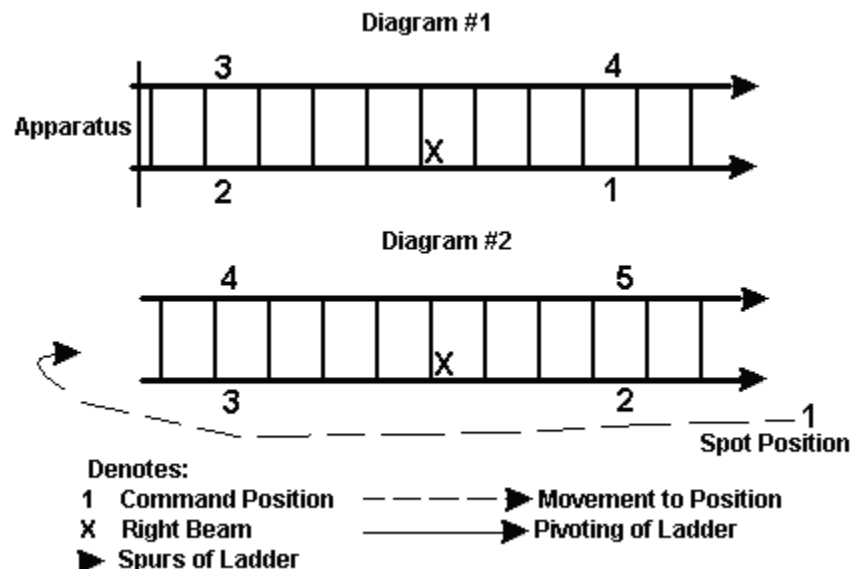 Diagram #1
3 4
Apparatus
X
2 1
Diagram #2
4 5
X
3 2
1
Spot Position
Denotes:
1 Command Position Movement to Position
X Right Beam Pivoting of Ladder
Spurs of Ladder